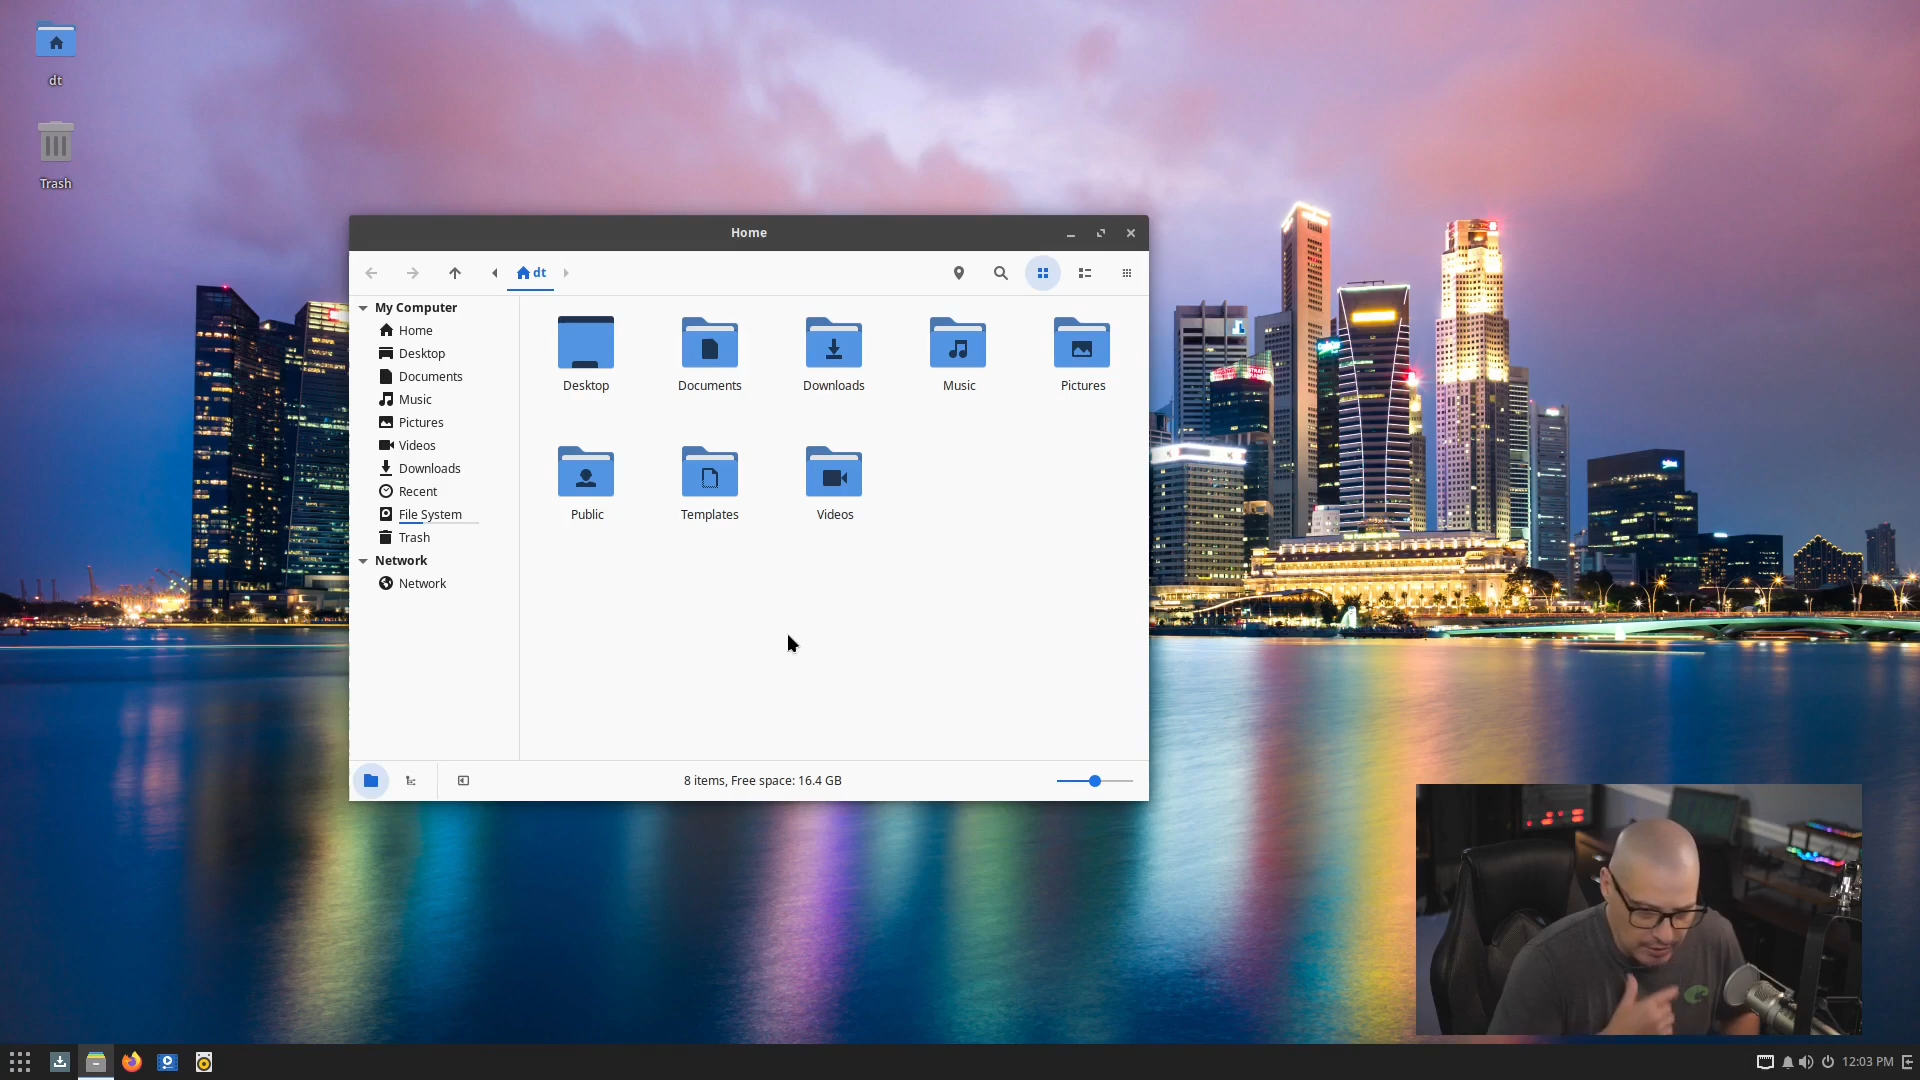 dt
Trash
Home
dt
My Computer
Home
Desktop
Documents
Music
Pictures
Videos
Downloads
Recent
File System
Trash
Network
Network
Desktop
Documents
Downloads
Music
Pictures
Public
Templates
Videos
8 items, Free space: 16.4 GB
12:03 PM